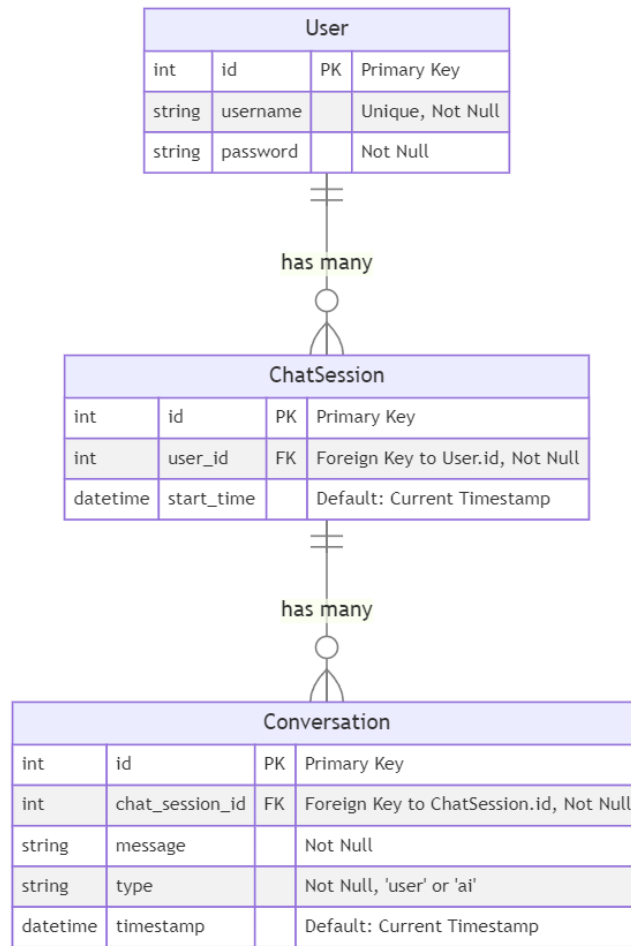 User
int id PK Primary Key
string username Unique, Not Null
string password Not Null
has many
ChatSession
int id PK Primary Key
int user_id FK Foreign Key to User.id, Not Null
datetime start_time Default: Current Timestamp
has many
Conversation
int id PK Primary Key
int chat_session_id FK Foreign Key to ChatSession.id, Not Null
string message Not Null
string type Not Null, 'user' or 'ai'
datetime timestamp Default: Current Timestamp